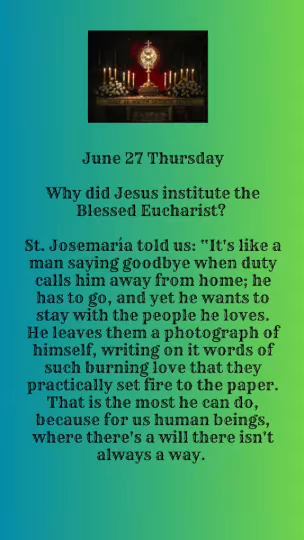 June 27 Thursday
Why did Jesus institute the
Blessed Eucharist?
St. Josemaría told us: "It's like a
man saying goodbye when duty
calls him away from home; he
has to go, and yet he wants to
stay with the people he loves.
He leaves them a photograph of
himself, writing on it words of
such burning love that they
practically set fire to the paper.
That is the most he can do,
because for us human beings,
where there's a will there isn't
always a way.